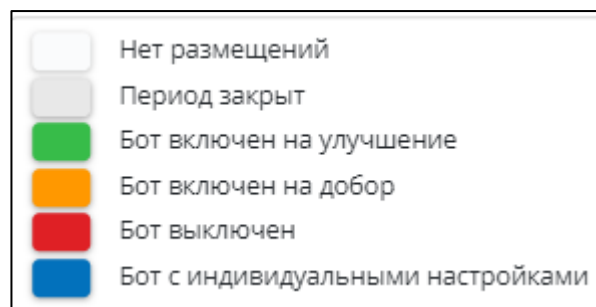 Нет размещений
Период закрыт
Бот включен на улучшение
Бот включен на добор
Бот выключен
Бот с индивидуальными настройками